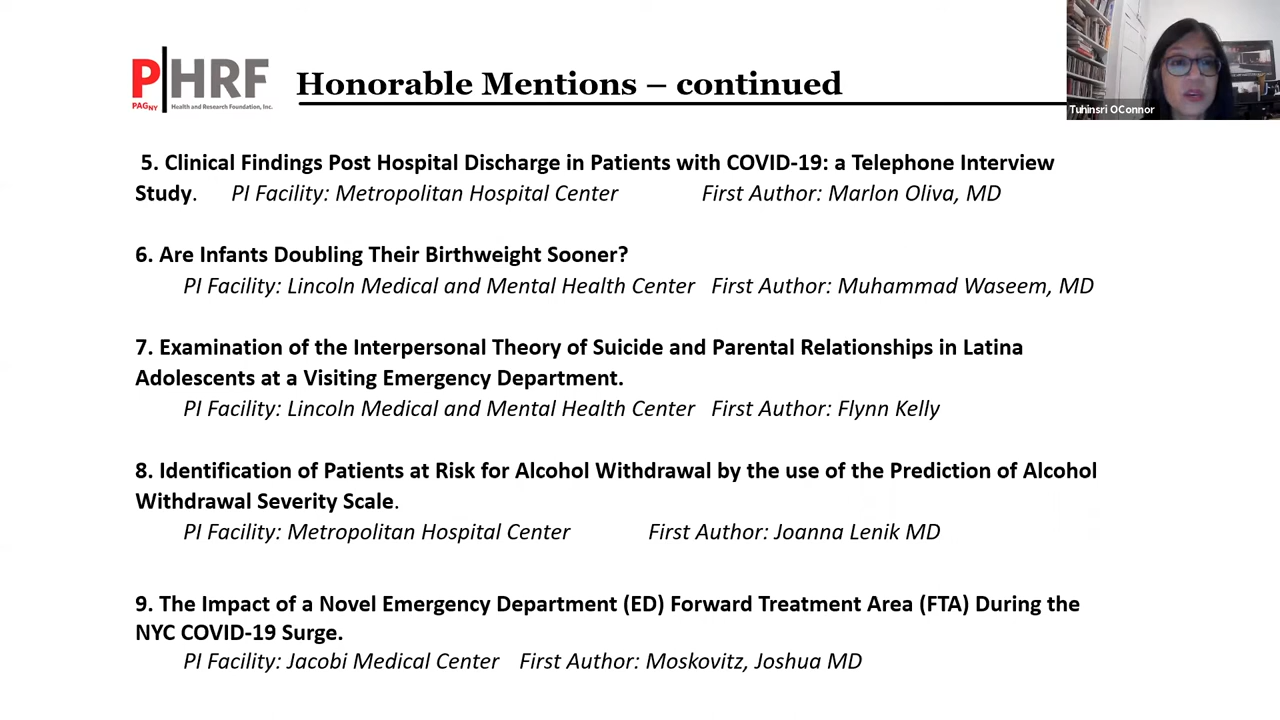 P|HRF
PAGNY
Health and Research Foundation, Inc.
Honorable Mentions – continued
Tuhinsri OConnor
5. Clinical Findings Post Hospital Discharge in Patients with COVID-19: a Telephone Interview
Study. PI Facility: Metropolitan Hospital Center First Author: Marlon Oliva, MD
6. Are Infants Doubling Their Birthweight Sooner?
PI Facility: Lincoln Medical and Mental Health Center First Author: Muhammad Waseem, MD
7. Examination of the Interpersonal Theory of Suicide and Parental Relationships in Latina
Adolescents at a Visiting Emergency Department.
PI Facility: Lincoln Medical and Mental Health Center First Author: Flynn Kelly
8. Identification of Patients at Risk for Alcohol Withdrawal by the use of the Prediction of Alcohol
Withdrawal Severity Scale.
PI Facility: Metropolitan Hospital Center First Author: Joanna Lenik MD
9. The Impact of a Novel Emergency Department (ED) Forward Treatment Area (FTA) During the
NYC COVID-19 Surge.
PI Facility: Jacobi Medical Center First Author: Moskovitz, Joshua MD